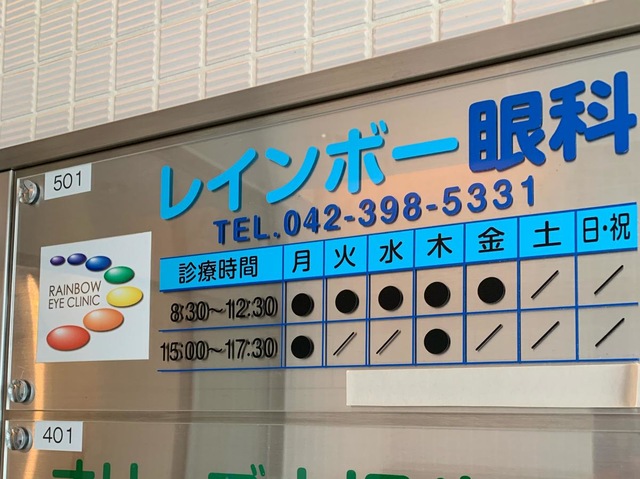 501
レインボー眼科
TEL.042-398-5331
RAINBOW
EYE CLINIC
診療時間 月 火 水 木 金 土 日・祝
8:30〜12:30 ● ● ● ● ● / /
15:00〜17:30 ● // // ● // / /
401